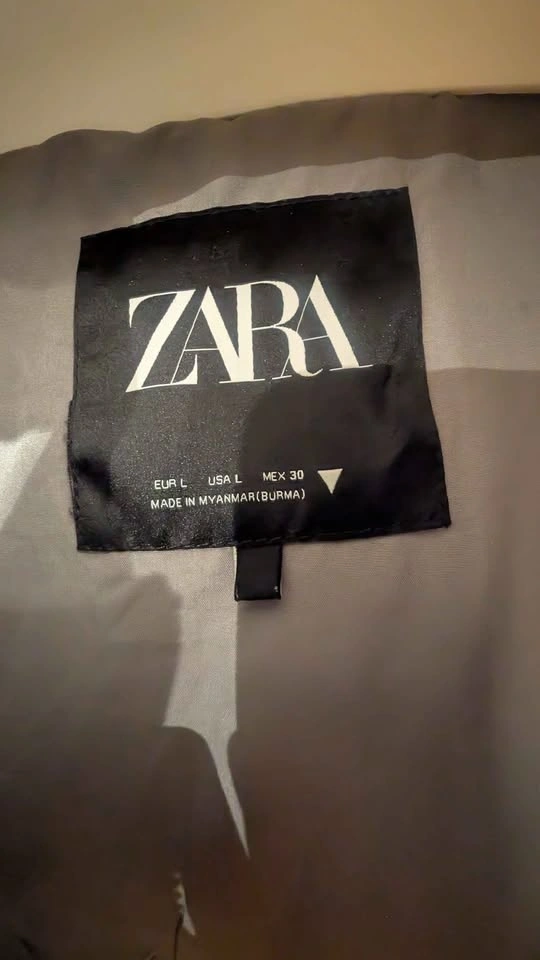 ZARA
EUR L USA L MEX 30
MADE IN MYANMAR(BURMA)